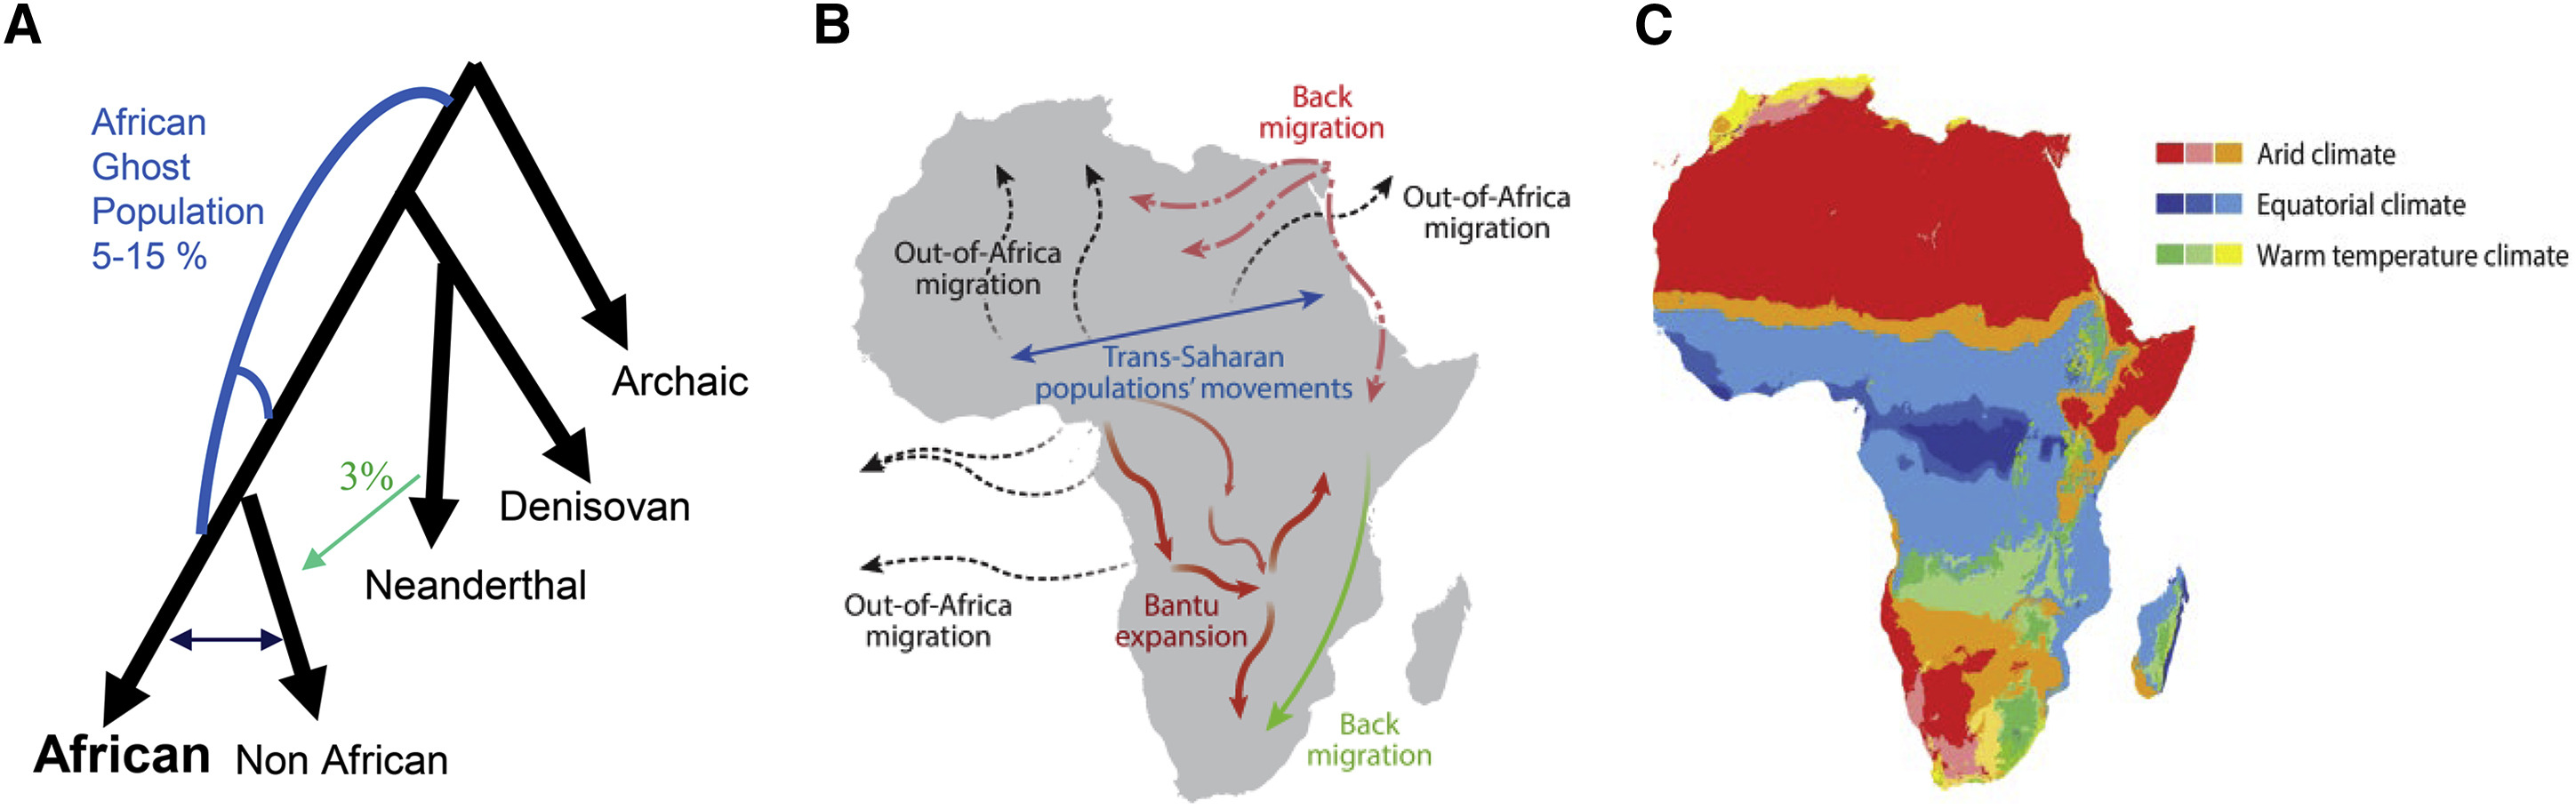 A
African
Ghost
Population
5-15 %
Archaic
Denisovan
3%
Neanderthal
African
Non African
B
Back
migration
Out-of-Africa
migration
Out-of-Africa
migration
Trans-Saharan
populations' movements
Out-of-Africa
migration
Bantu
expansion
Back
migration
C
Arid climate
Equatorial climate
Warm temperature climate